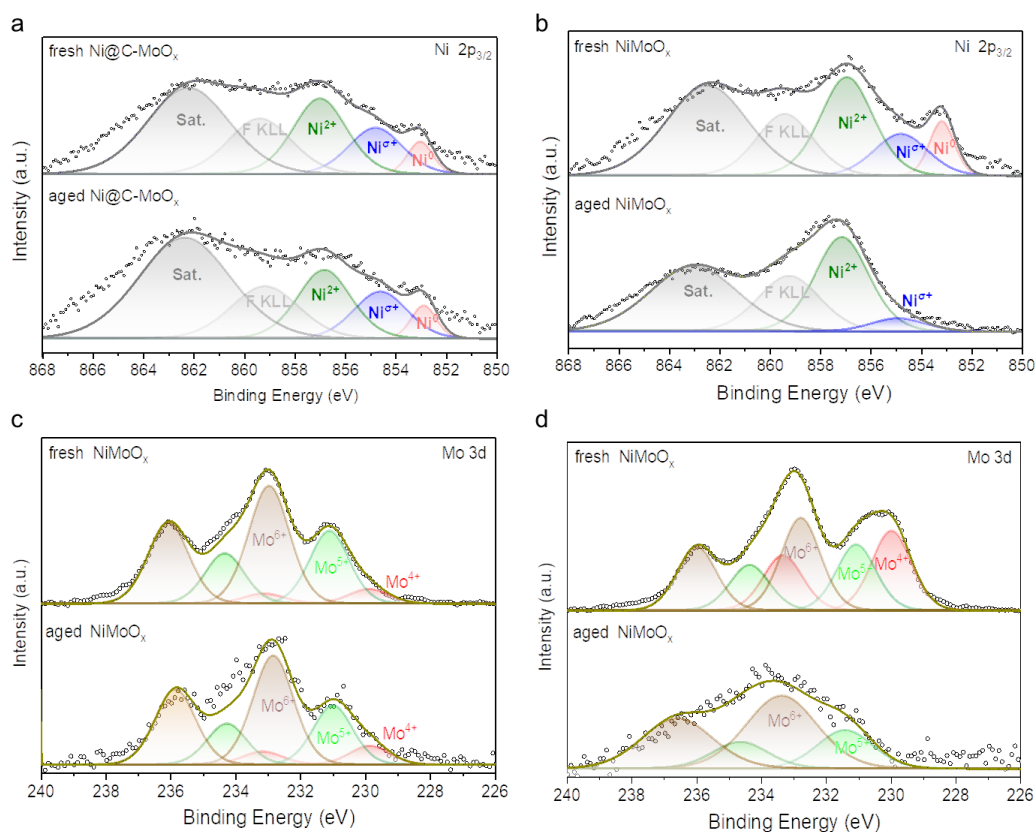 a
fresh Ni@C-MoOₓ
Ni 2p₃/₂
Sat.
F KLL
Ni²⁺
Niᵟ⁺
Ni⁰
aged Ni@C-MoOₓ
Sat.
F KLL
Ni²⁺
Niᵟ⁺
Ni⁰
Intensity (a.u.)
868 866 864 862 860 858 856 854 852 850
Binding Energy (eV)
b
fresh NiMoOₓ
Ni 2p₃/₂
Sat.
F KLL
Ni²⁺
Niᵟ⁺
Ni⁰
aged NiMoOₓ
Sat.
F KLL
Ni²⁺
Niᵟ⁺
Intensity (a.u.)
868 866 864 862 860 858 856 854 852 850
Binding Energy (eV)
c
fresh NiMoOₓ
Mo 3d
Mo⁶⁺
Mo⁵⁺
Mo⁴⁺
aged NiMoOₓ
Mo⁶⁺
Mo⁵⁺
Mo⁴⁺
Intensity (a.u.)
240 238 236 234 232 230 228 226
Binding Energy (eV)
d
fresh NiMoOₓ
Mo 3d
Mo⁶⁺
Mo⁵⁺
Mo⁴⁺
aged NiMoOₓ
Mo⁶⁺
Mo⁵⁺
Intensity (a.u.)
240 238 236 234 232 230 228 226
Binding Energy (eV)